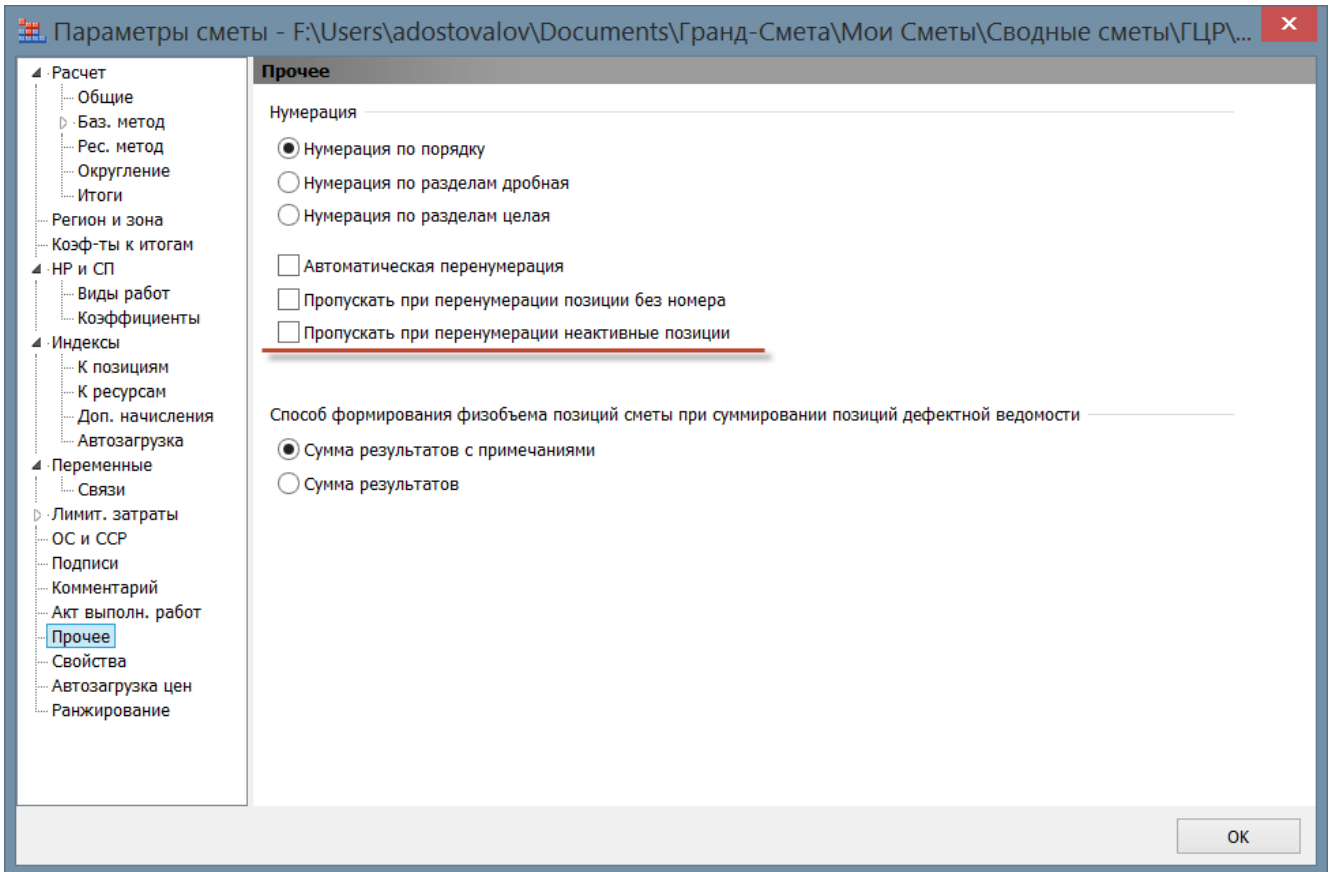 Параметры сметы - F:\Users\adostovalov\Documents\Гранд-Смета\Мои Сметы\Сводные сметы\ГЦР\...
Расчет
Общие
Баз. метод
Рес. метод
Округление
Итоги
Регион и зона
Коэф-ты к итогам
НР и СП
Виды работ
Коэффициенты
Индексы
К позициям
К ресурсам
Доп. начисления
Автозагрузка
Переменные
Связи
Лимит. затраты
ОС и ССР
Подписи
Комментарий
Акт выполн. работ
Прочее
Свойства
Автозагрузка цен
Ранжирование
Прочее
Нумерация
Нумерация по порядку
Нумерация по разделам дробная
Нумерация по разделам целая
Автоматическая перенумерация
Пропускать при перенумерации позиции без номера
Пропускать при перенумерации неактивные позиции
Способ формирования физобъема позиций сметы при суммировании позиций дефектной ведомости
Сумма результатов с примечаниями
Сумма результатов
ОК